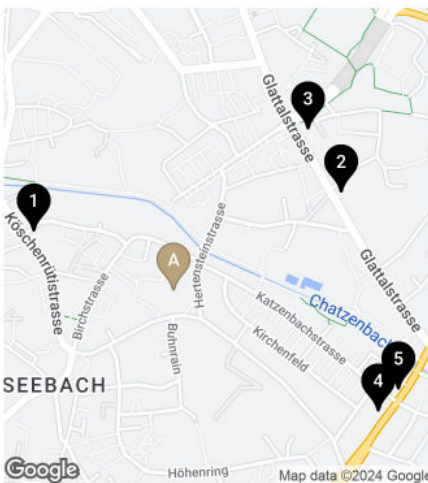 3
Glattalstrasse
2
1
Köschenrütistrasse
Hertensteinstrasse
A
Birchstrasse
Glattalstrasse
Chatzenbach
Katzenbachstrasse
Buhnrain
Kirchenfeld
5
SEEBACH
4
Google
Höhenring
Map data ©2024 Google